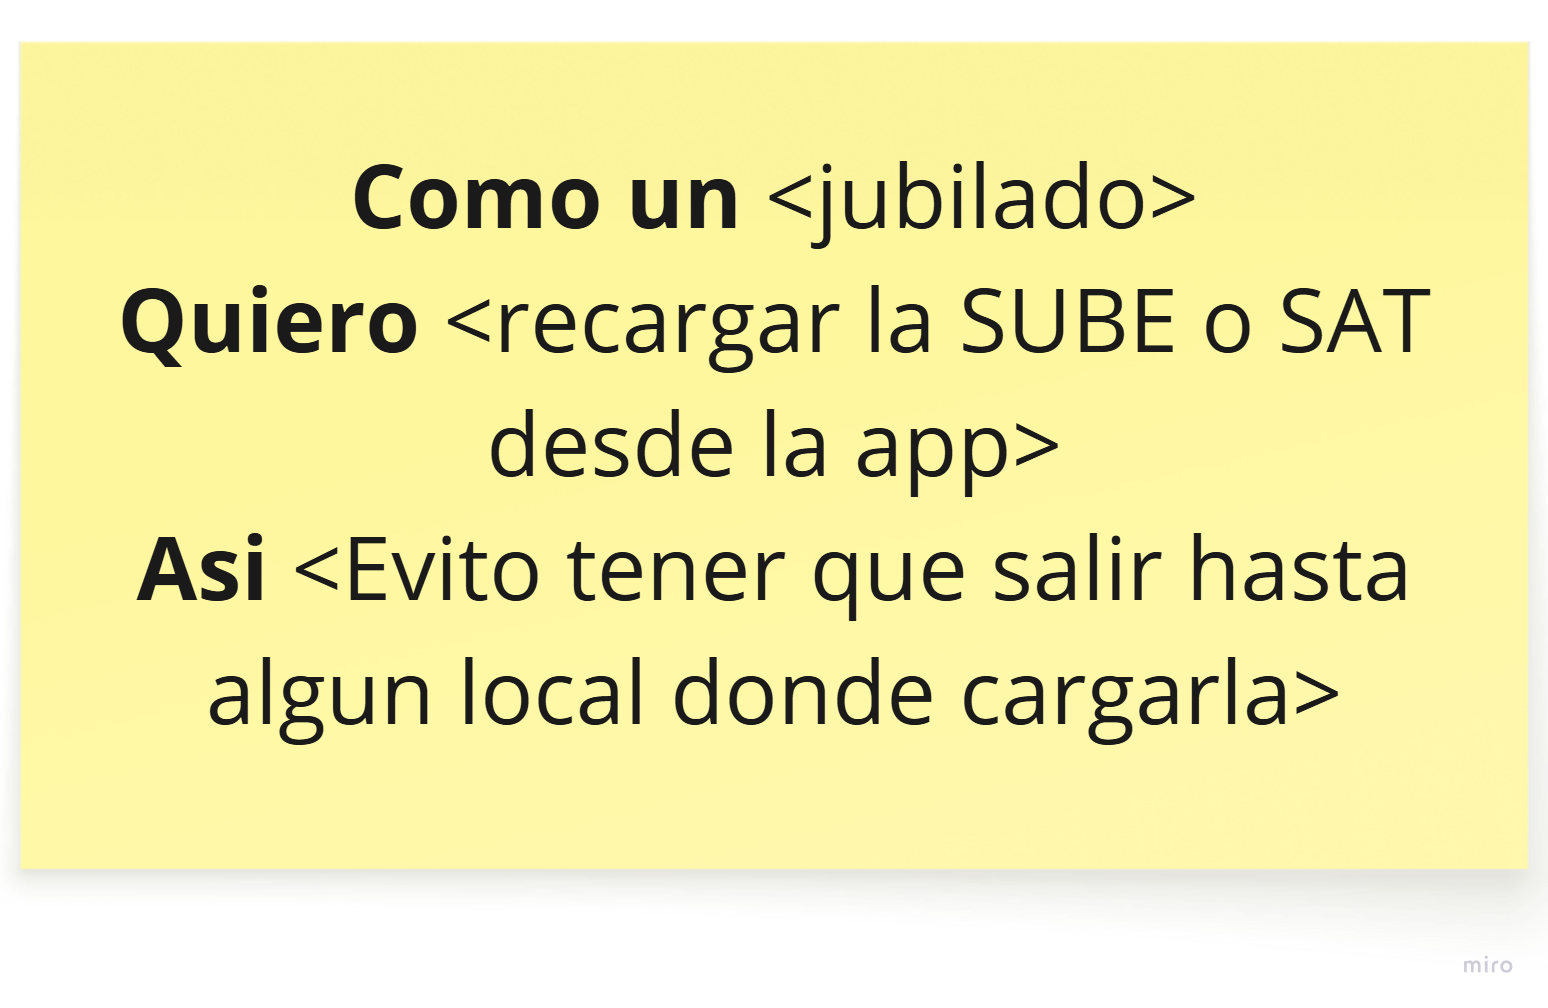 Como un <jubilado>
Quiero <recargar la SUBE o SAT
desde la app>
Asi <Evito tener que salir hasta
algun local donde cargarla>
miro